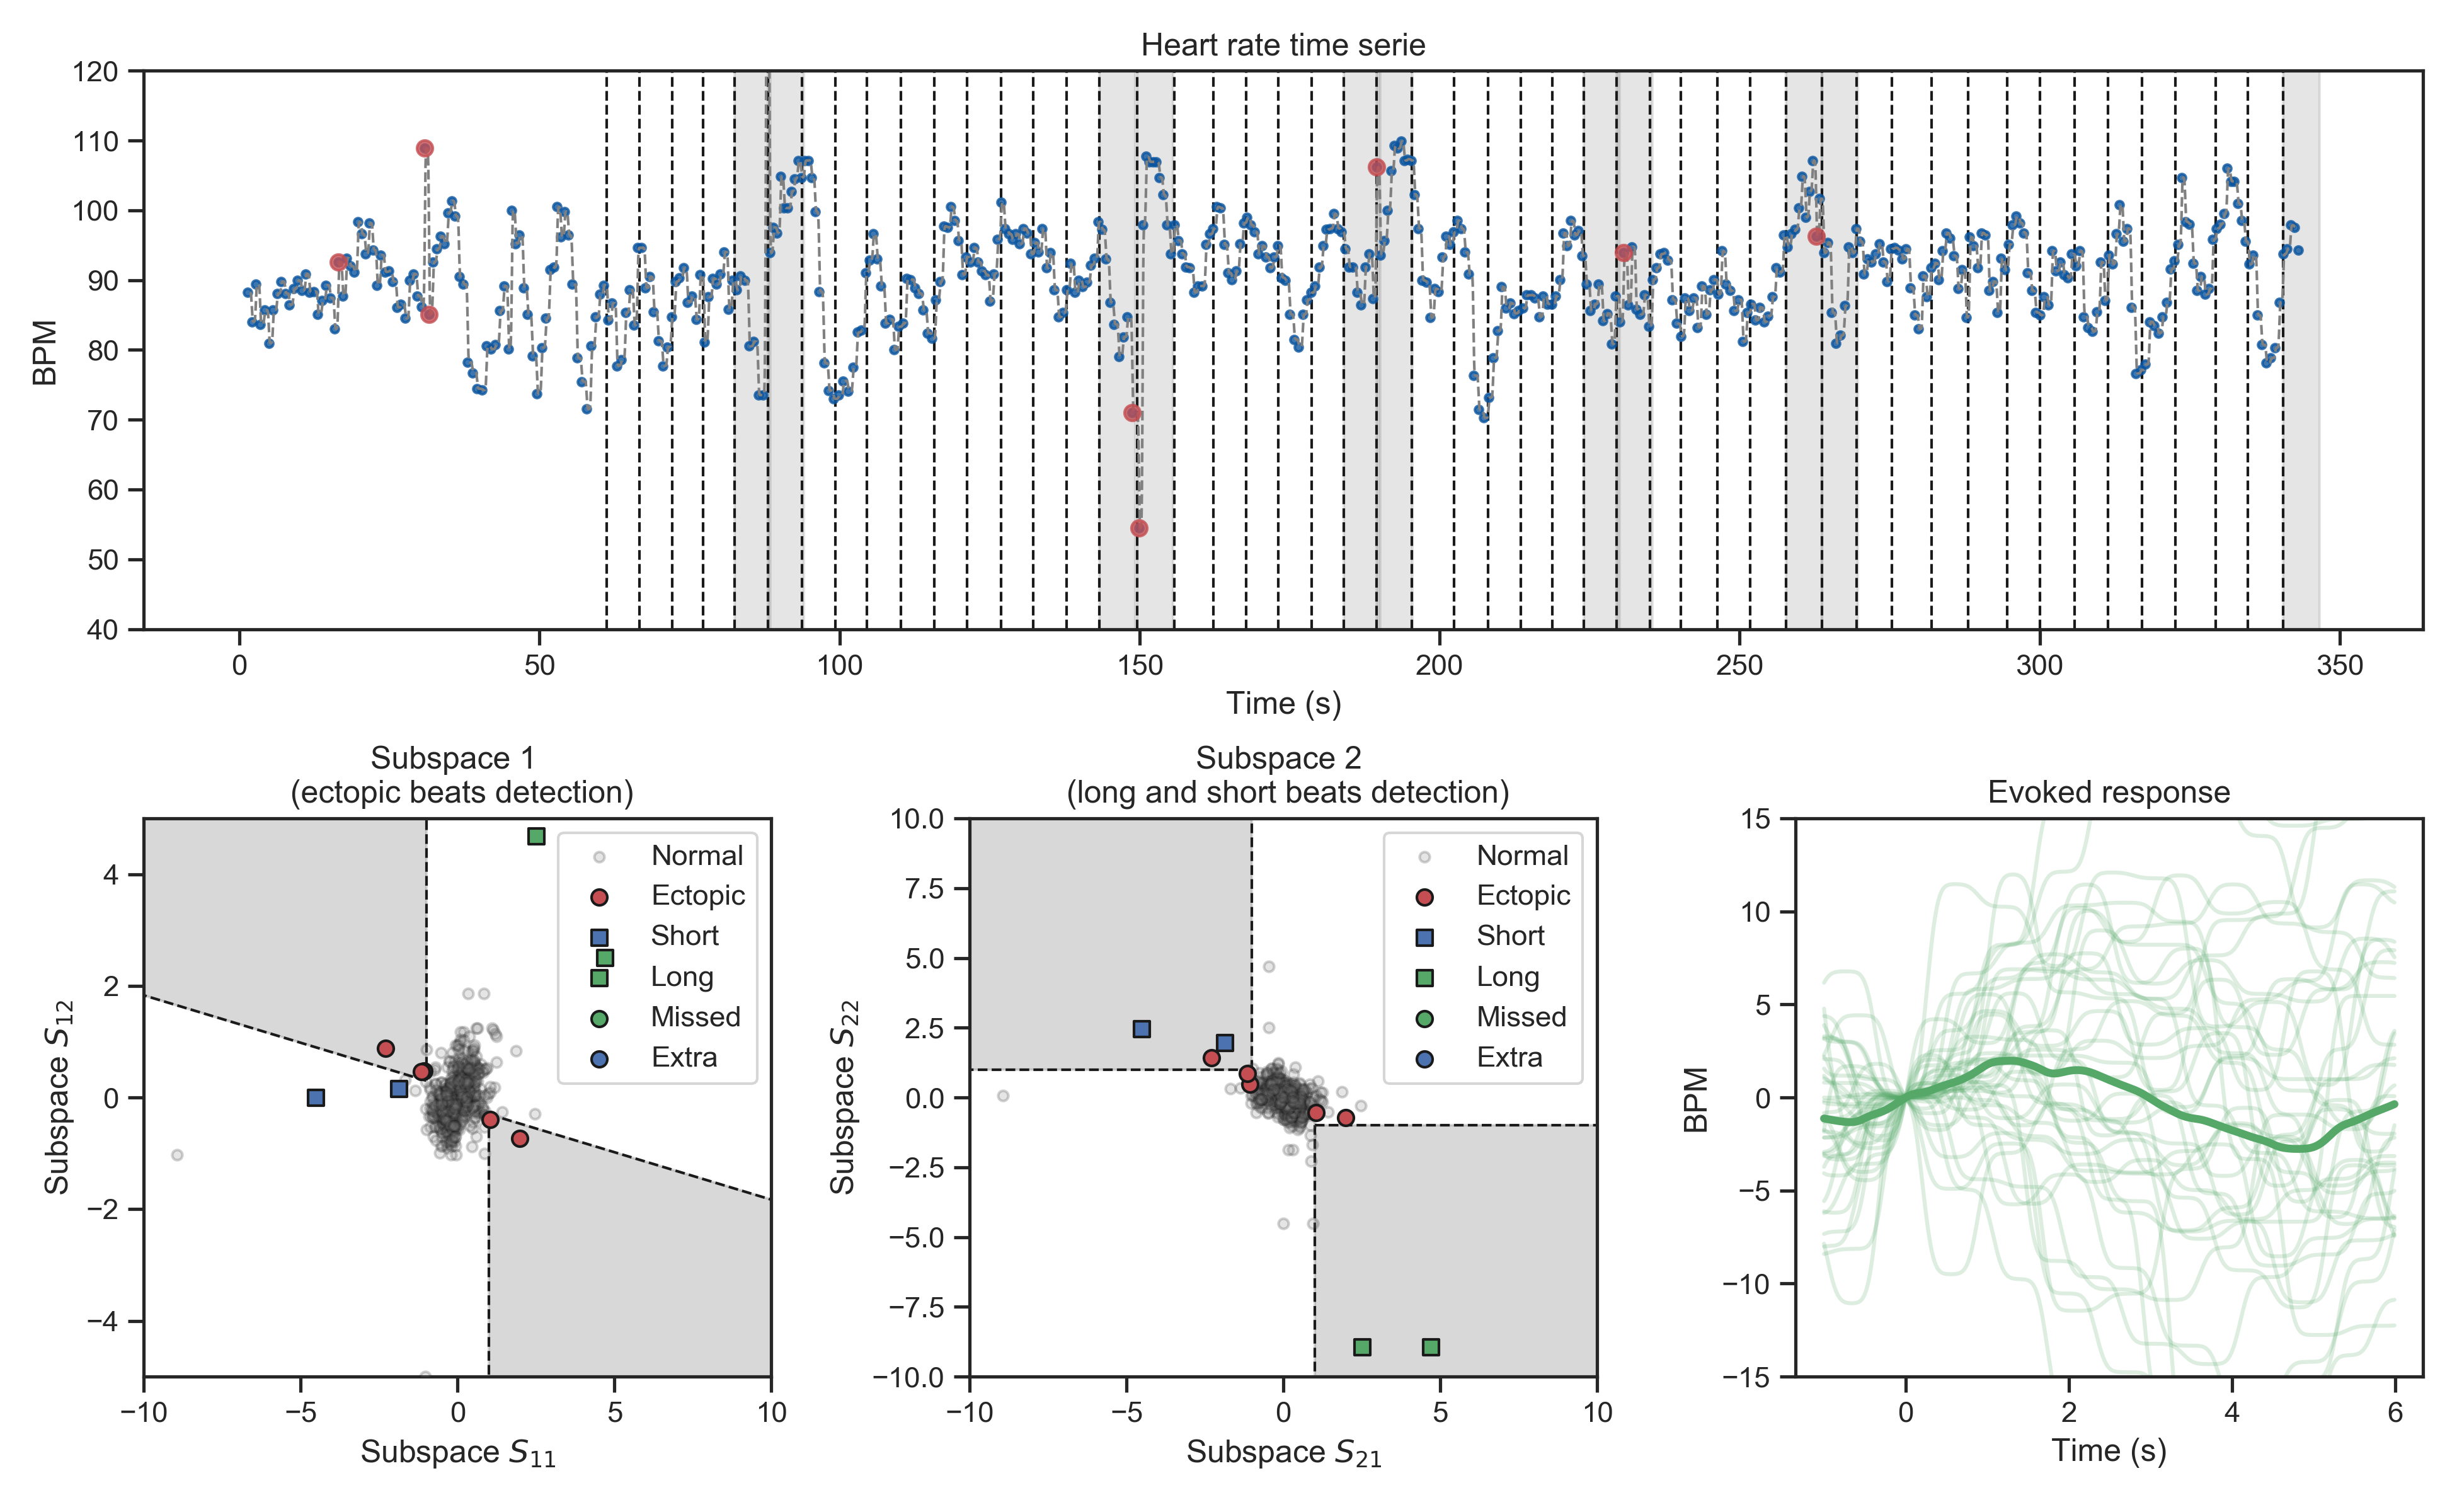 Heart rate time serie
120
110
100
90
80
70
60
50
40
BPM
0 50 100 150 200 250 300 350
Time (s)
Subspace 1
(ectopic beats detection)
4
2
0
−2
−4
Subspace S12
Normal
Ectopic
Short
Long
Missed
Extra
−10 −5 0 5 10
Subspace S11
Subspace 2
(long and short beats detection)
10.0
7.5
5.0
2.5
0.0
−2.5
−5.0
−7.5
−10.0
Subspace S22
Normal
Ectopic
Short
Long
Missed
Extra
−10 −5 0 5 10
Subspace S21
Evoked response
15
10
5
0
−5
−10
−15
BPM
0 2 4 6
Time (s)